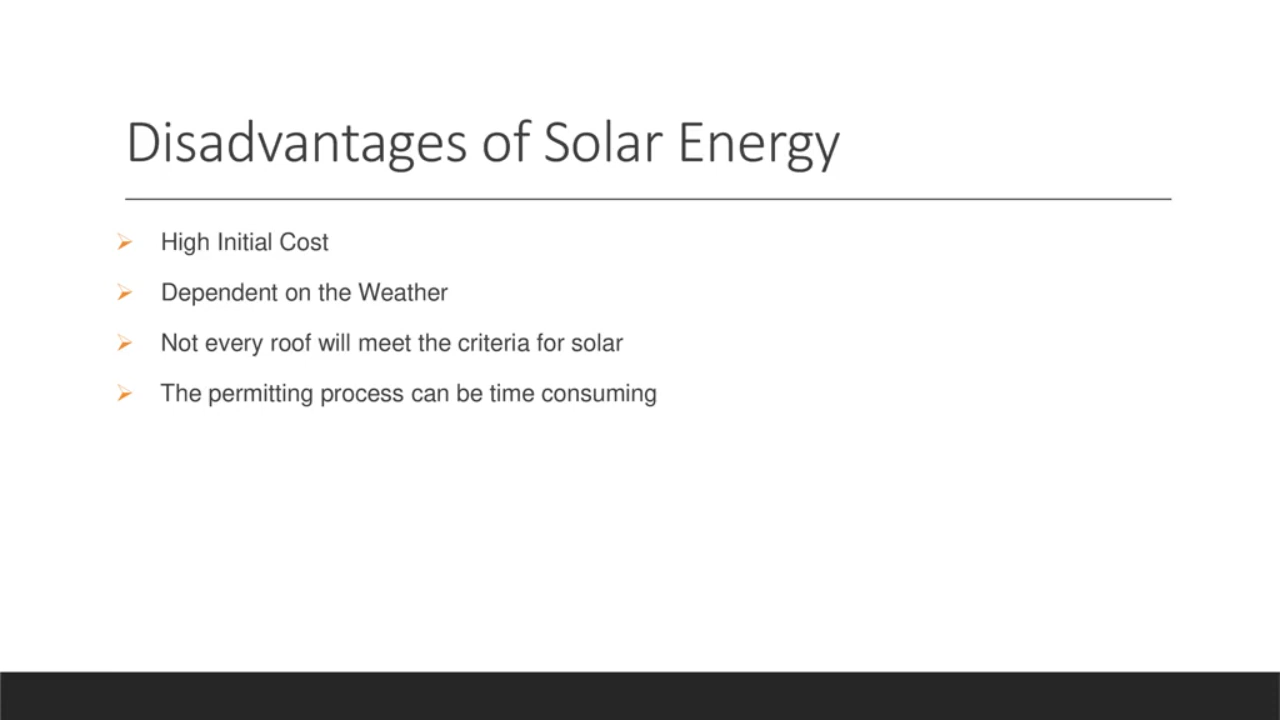 Disadvantages of Solar Energy
High Initial Cost
Dependent on the Weather
Not every roof will meet the criteria for solar
The permitting process can be time consuming